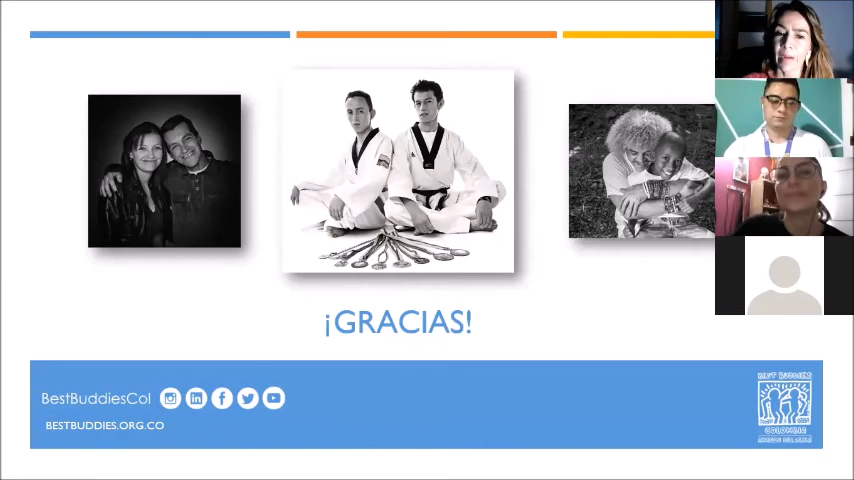 ¡GRACIAS!
BestBuddiesCol
BESTBUDDIES.ORG.CO
BEST BUDDIES
COLOMBIA
AMIGOS DEL ALMA